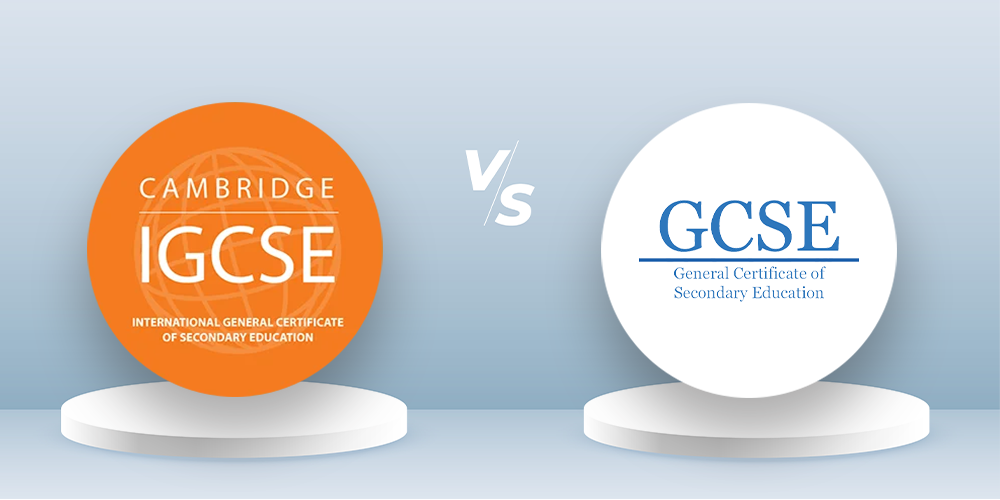 CAMBRIDGE
IGCSE
INTERNATIONAL GENERAL CERTIFICATE
OF SECONDARY EDUCATION
VS
GCSE
General Certificate of
Secondary Education